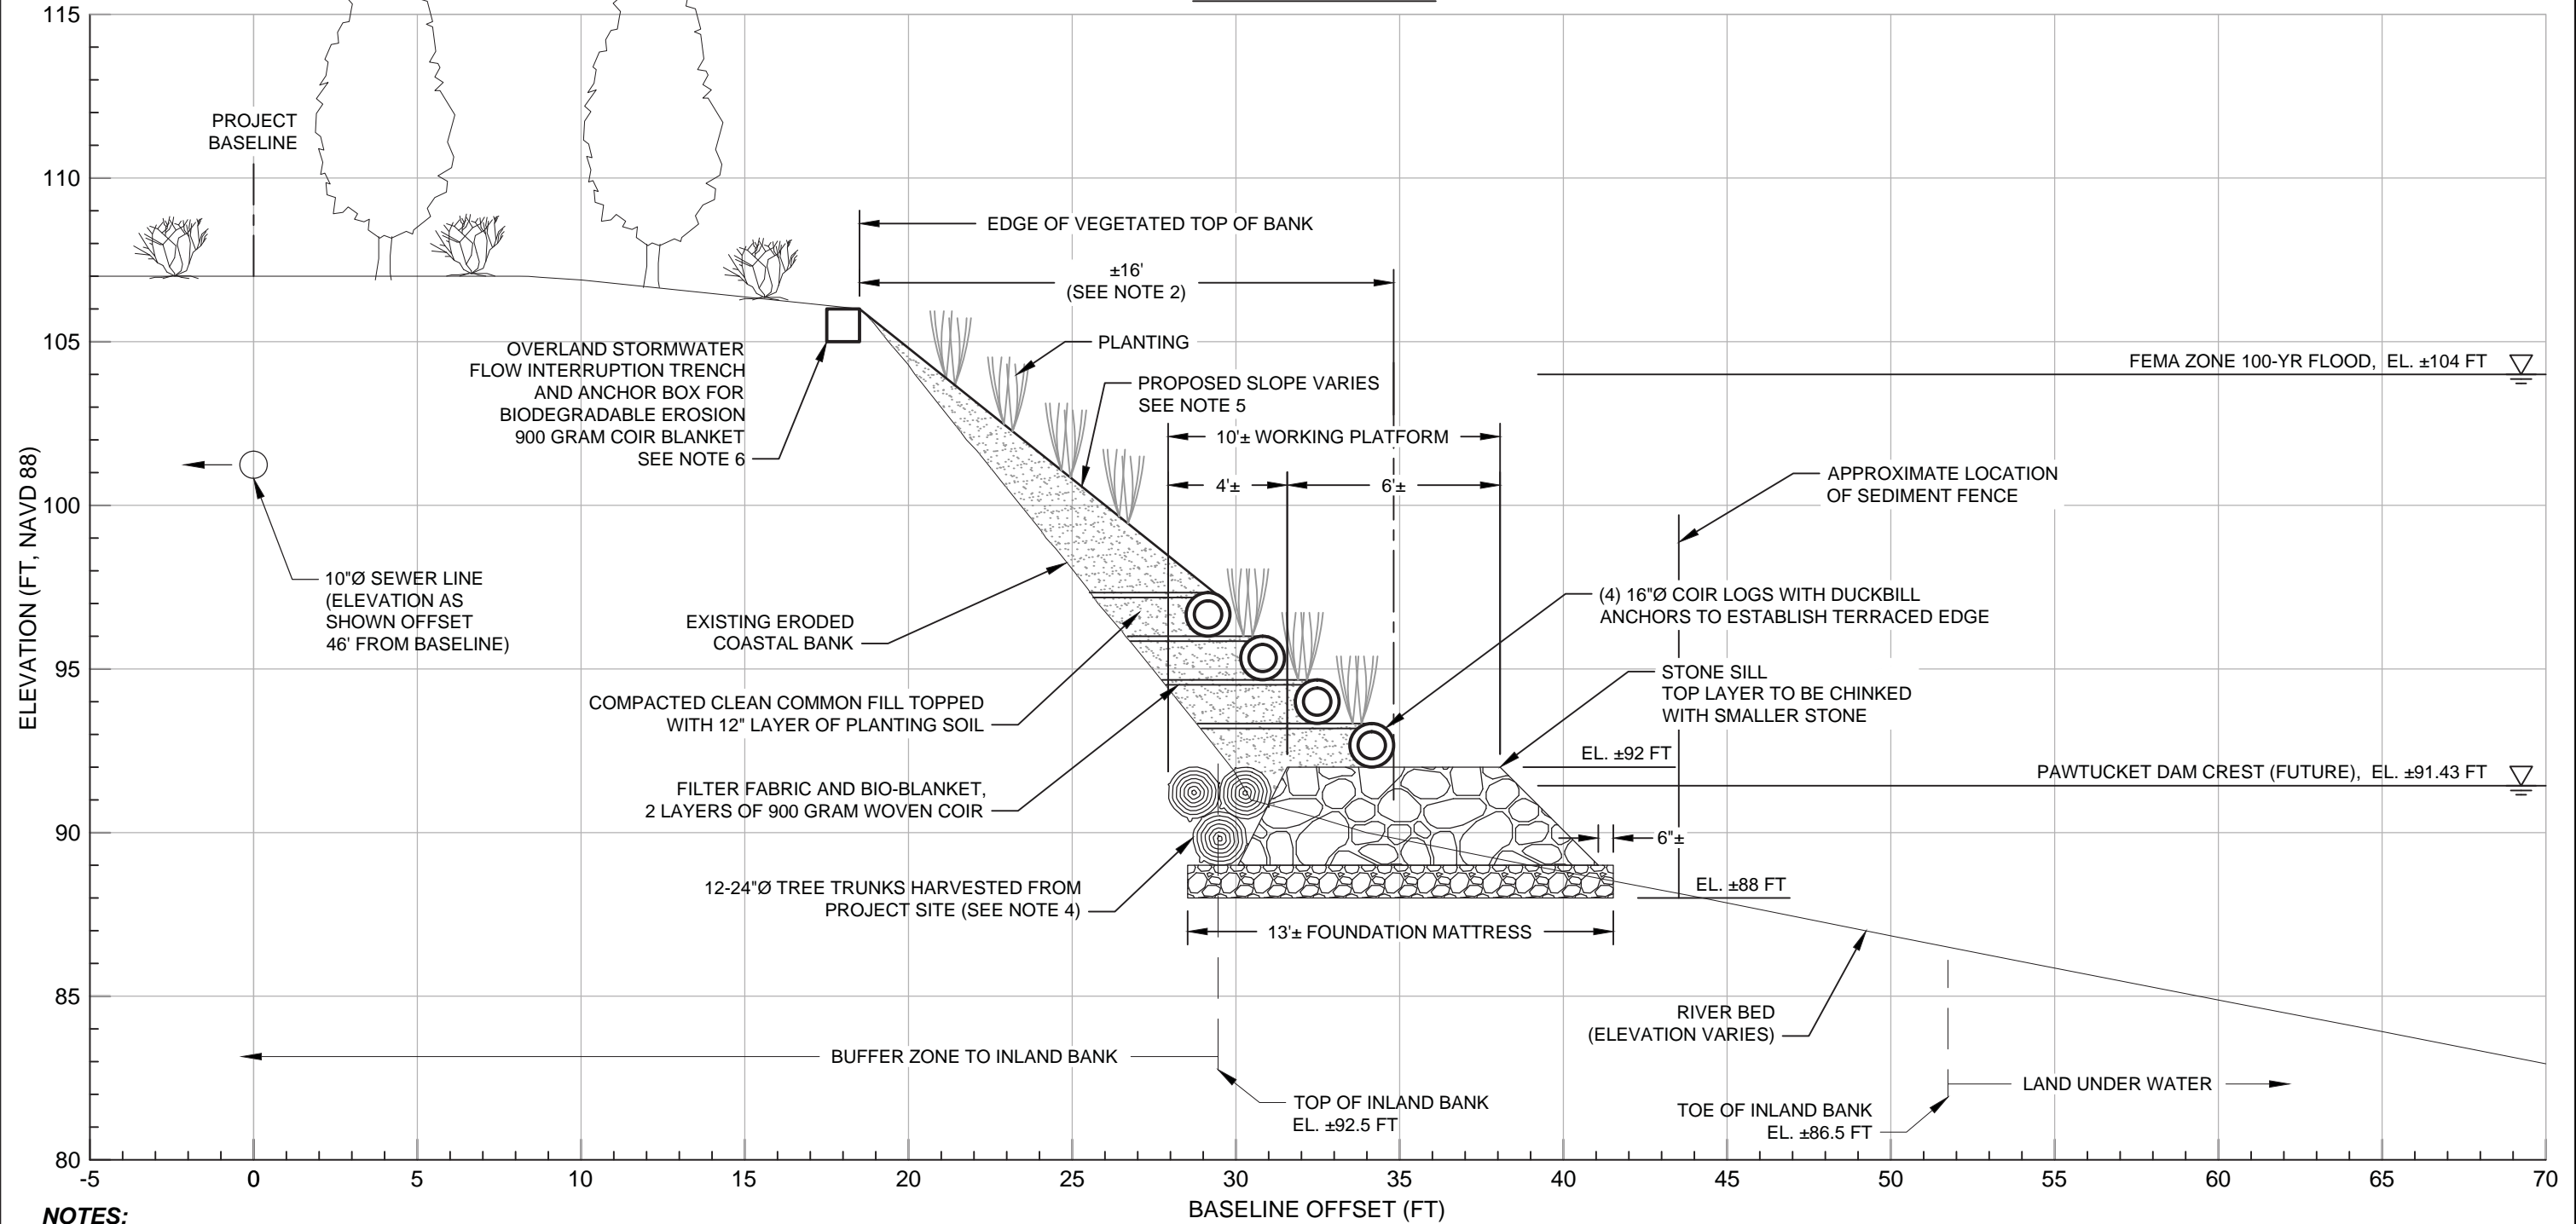 115
PROJECT
BASELINE
110
EDGE OF VEGETATED TOP OF BANK
±16'
(SEE NOTE 2)
105
PLANTING
OVERLAND STORMWATER
FLOW INTERRUPTION TRENCH
AND ANCHOR BOX FOR
BIODEGRADABLE EROSION
900 GRAM COIR BLANKET
SEE NOTE 6
FEMA ZONE 100-YR FLOOD, EL. ±104 FT
PROPOSED SLOPE VARIES
SEE NOTE 5
10'± WORKING PLATFORM
4'±
6'±
APPROXIMATE LOCATION
OF SEDIMENT FENCE
100
ELEVATION (FT, NAVD 88)
10"Ø SEWER LINE
(ELEVATION AS
SHOWN OFFSET
46' FROM BASELINE)
EXISTING ERODED
COASTAL BANK
(4) 16"Ø COIR LOGS WITH DUCKBILL
ANCHORS TO ESTABLISH TERRACED EDGE
95
STONE SILL
TOP LAYER TO BE CHINKED
WITH SMALLER STONE
COMPACTED CLEAN COMMON FILL TOPPED
WITH 12" LAYER OF PLANTING SOIL
EL. ±92 FT
PAWTUCKET DAM CREST (FUTURE), EL. ±91.43 FT
FILTER FABRIC AND BIO-BLANKET,
2 LAYERS OF 900 GRAM WOVEN COIR
90
6"±
12-24"Ø TREE TRUNKS HARVESTED FROM
PROJECT SITE (SEE NOTE 4)
EL. ±88 FT
13'± FOUNDATION MATTRESS
85
RIVER BED
(ELEVATION VARIES)
BUFFER ZONE TO INLAND BANK
LAND UNDER WATER
TOP OF INLAND BANK
EL. ±92.5 FT
TOE OF INLAND BANK
EL. ±86.5 FT
80
-5 0 5 10 15 20 25 30 35 40 45 50 55 60 65 70
BASELINE OFFSET (FT)
NOTES: